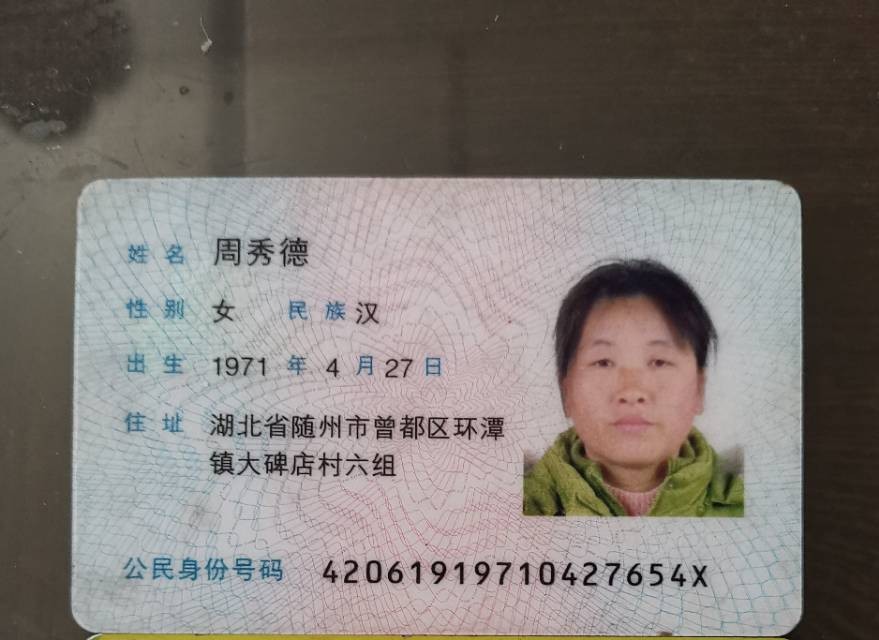 姓名 周秀德
性别 女 民族 汉
出生 1971 年 4 月 27 日
住址 湖北省随州市曾都区环潭
镇大碑店村六组
公民身份号码 42061919710427654X